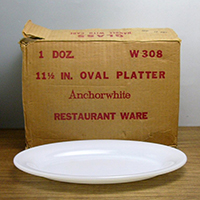 1 DOZ. W 308
11½ IN. OVAL PLATTER
Anchorwhite
RESTAURANT WARE